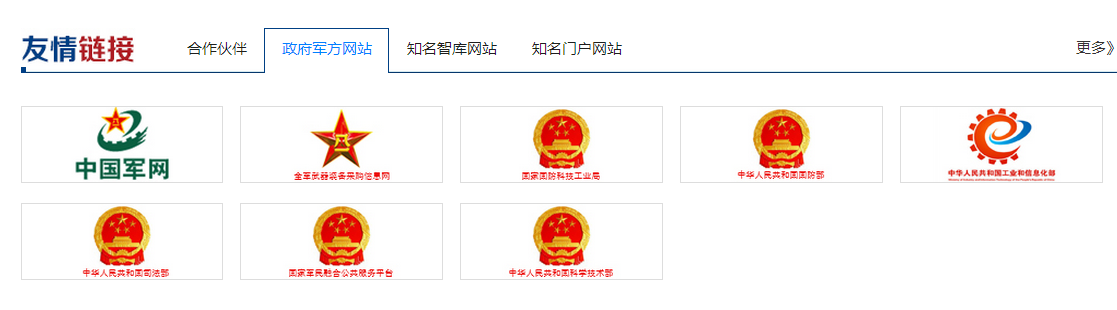 友情链接
合作伙伴
政府军方网站
知名智库网站
知名门户网站
更多》
中国军网
全军武器装备采购信息网
国家国防科技工业局
中华人民共和国国防部
中华人民共和国工业和信息化部
中华人民共和国司法部
国家军民融合公共服务平台
中华人民共和国科学技术部